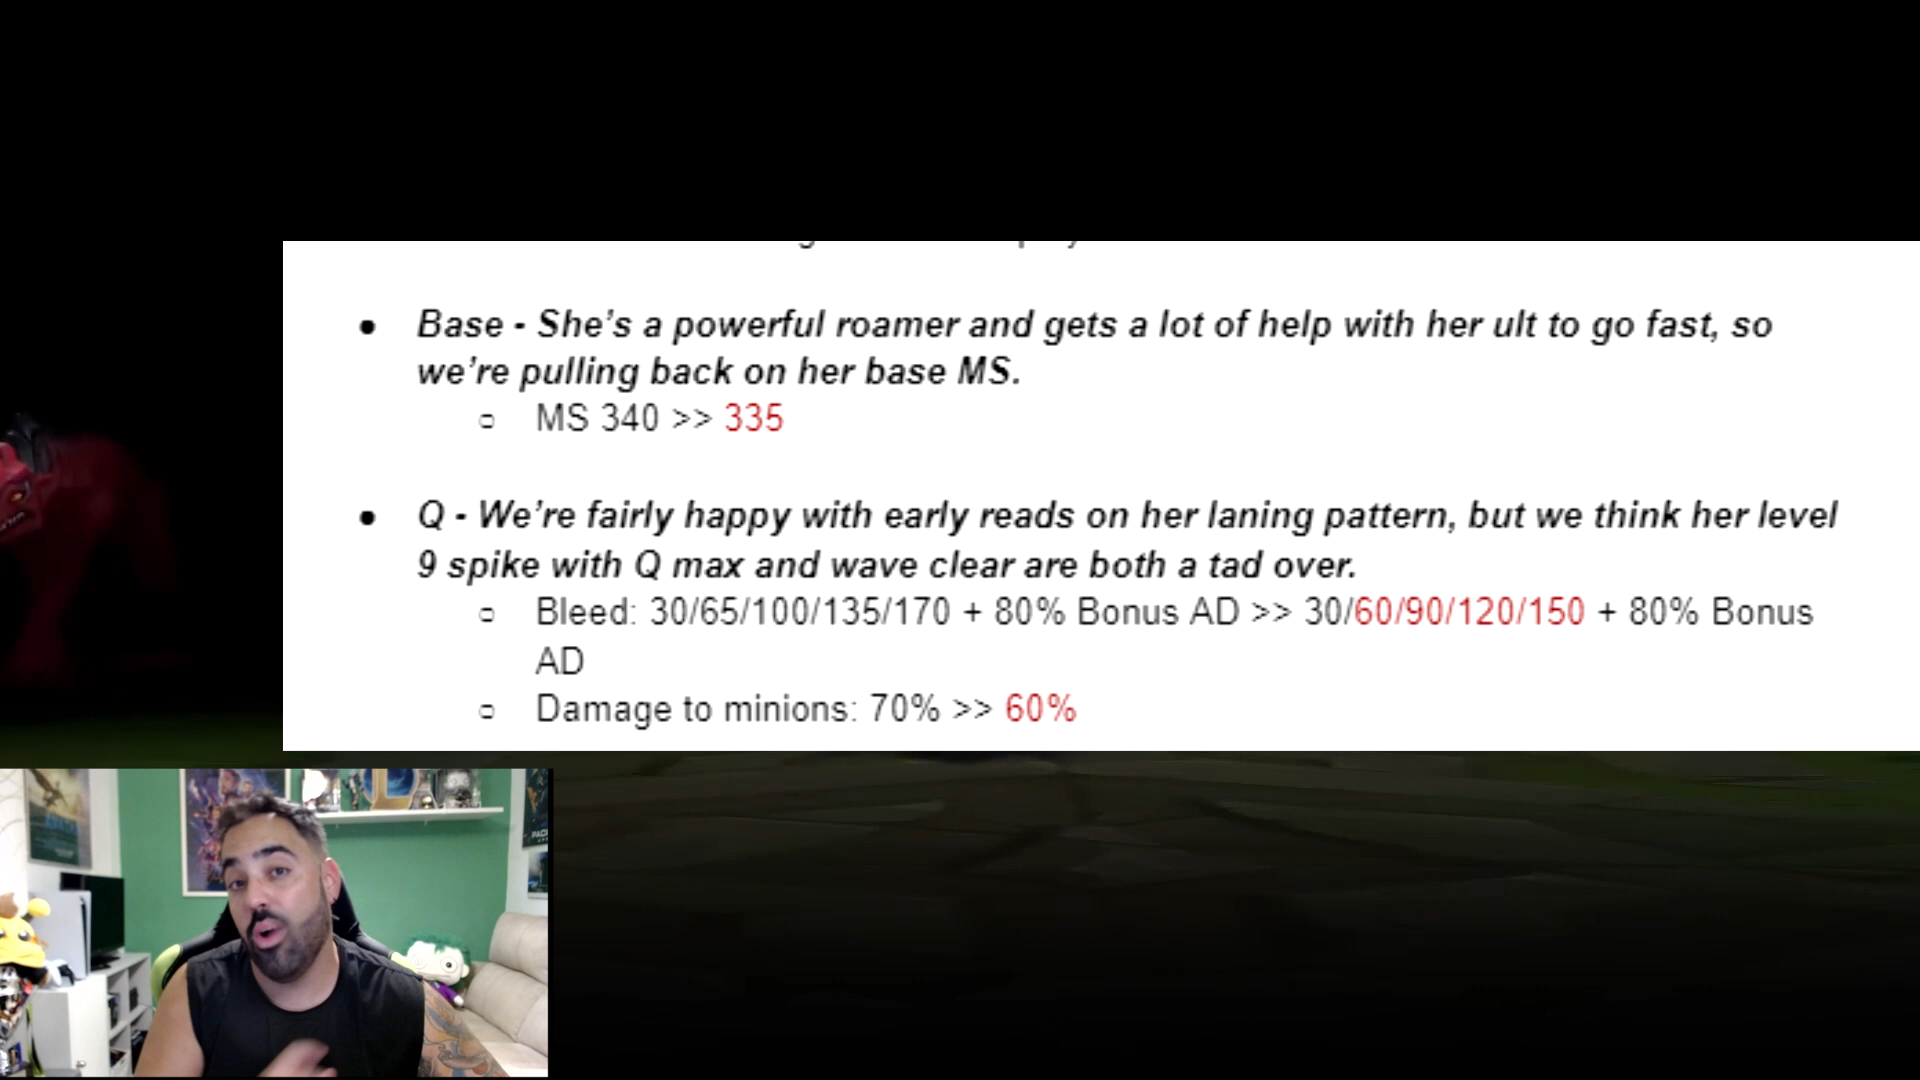 ● Base - She's a powerful roamer and gets a lot of help with her ult to go fast, so
we're pulling back on her base MS.
○ MS 340 >> 335
● Q - We're fairly happy with early reads on her laning pattern, but we think her level
9 spike with Q max and wave clear are both a tad over.
○ Bleed: 30/65/100/135/170 + 80% Bonus AD >> 30/60/90/120/150 + 80% Bonus
AD
○ Damage to minions: 70% >> 60%